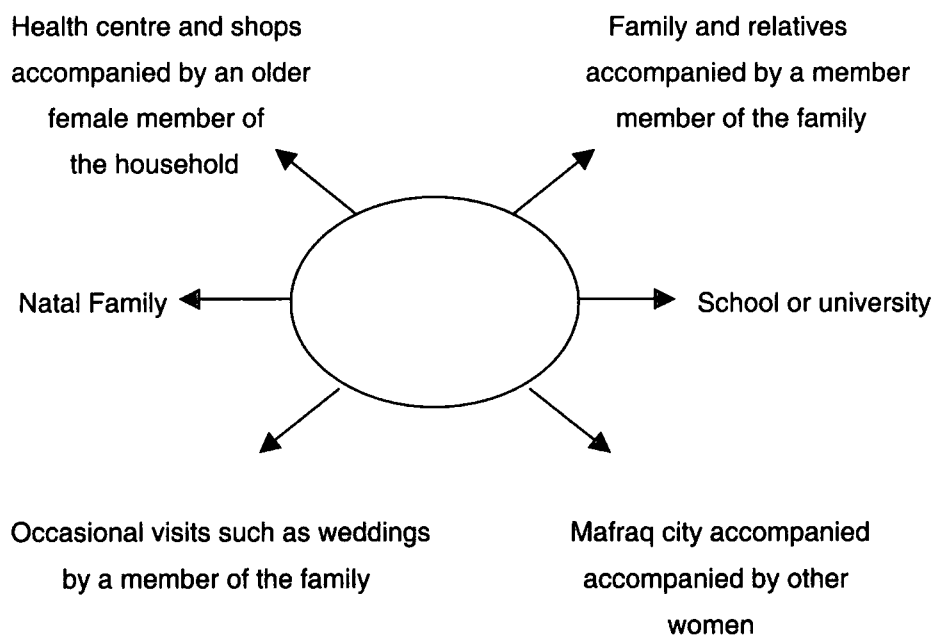 Health centre and shops
accompanied by an older
female member of
the household
Family and relatives
accompanied by a member
member of the family
Natal Family
School or university
Occasional visits such as weddings
by a member of the family
Mafraq city accompanied
accompanied by other
women